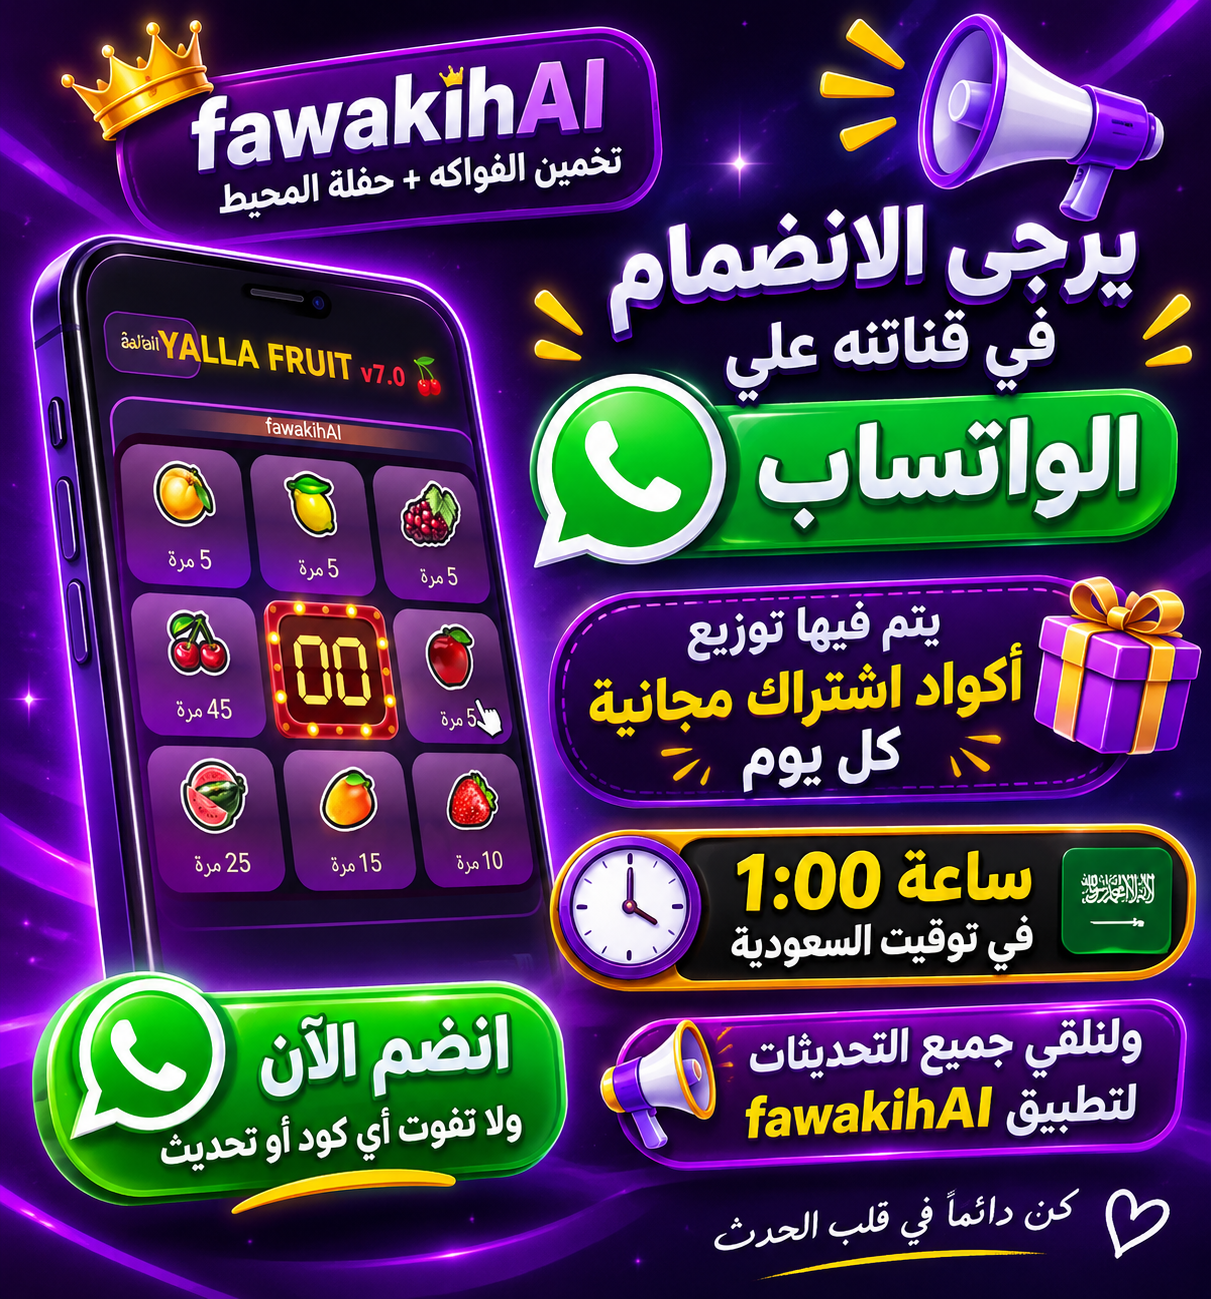 fawakihAI
تخمين الفواكه + حفلة المحيط
يرجى الانضمام
في قناتنه علي
الواتساب
YALLA FRUIT v7.0
fawakihAI
5 مرة
5 مرة
5 مرة
45 مرة
00
5 مرة
25 مرة
15 مرة
10 مرة
يتم فيها توزيع
أكواد اشتراك مجانية
كل يوم
ساعة 1:00
في توقيت السعودية
انضم الآن
ولا تفوت أي كود أو تحديث
ولنلقي جميع التحديثات
لتطبيق fawakihAI
كن دائماً في قلب الحدث